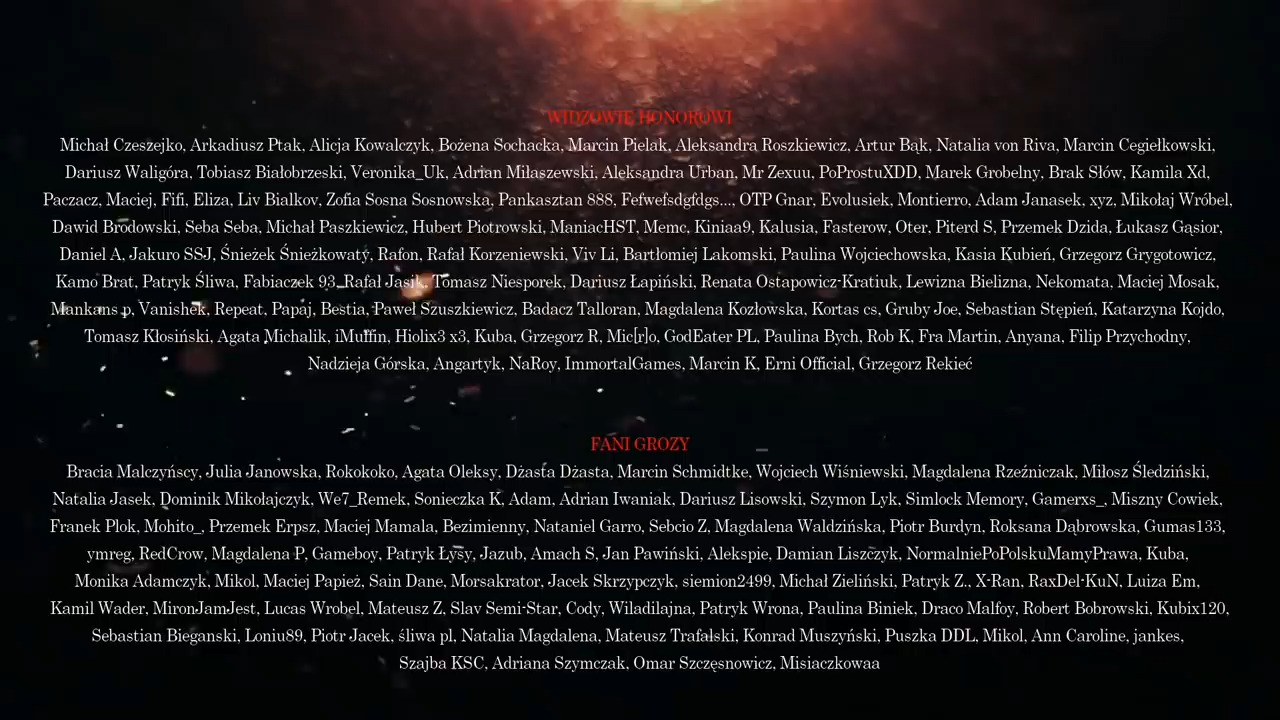 WIDZOWIE HONOROWI
Michał Czeszejko, Arkadiusz Ptak, Alicja Kowalczyk, Bożena Sochacka, Marcin Pielak, Aleksandra Roszkiewicz, Artur Bąk, Natalia von Riva, Marcin Cegiełkowski,
Dariusz Waligóra, Tobiasz Białobrzeski, Veronika_Uk, Adrian Miłaszewski, Aleksandra Urban, Mr Zexuu, PoProstuXDD, Marek Grobelny, Brak Słów, Kamila Xd,
Paczacz, Maciej, Fifi, Eliza, Liv Bialkov, Zofia Sosna Sosnowska, Pankasztan 888, Fefwefsdgfdgs..., OTP Gnar, Evolusiek, Montierro, Adam Janasek, xyz, Mikołaj Wróbel,
Dawid Brodowski, Seba Seba, Michał Paszkiewicz, Hubert Piotrowski, ManiacHST, Memc, Kiniaa9, Kalusia, Fasterow, Oter, Piterd S, Przemek Dzida, Łukasz Gąsior,
Daniel A, Jakuro SSJ, Śnieżek Śnieżkowaty, Rafon, Rafał Korzeniewski, Viv Li, Bartłomiej Lakomski, Paulina Wojciechowska, Kasia Kubień, Grzegorz Grygotowicz,
Kamo Brat, Patryk Śliwa, Fabiaczek 93, Rafał Jasik, Tomasz Niesporek, Dariusz Łapiński, Renata Ostapowicz-Kratiuk, Lewizna Bielizna, Nekomata, Maciej Mosak,
Mankams p, Vanishek, Repeat, Papaj, Bestia, Paweł Szuszkiewicz, Badacz Talloran, Magdalena Kozłowska, Kortas cs, Gruby Joe, Sebastian Stępień, Katarzyna Kojdo,
Tomasz Kłosiński, Agata Michalik, iMuffin, Hiolix3 x3, Kuba, Grzegorz R, Mic[r]o, GodEater PL, Paulina Bych, Rob K, Fra Martin, Anyana, Filip Przychodny,
Nadzieja Górska, Angartyk, NaRoy, ImmortalGames, Marcin K, Erni Official, Grzegorz Rekieć
FANI GROZY
Bracia Malczyńscy, Julia Janowska, Rokokoko, Agata Oleksy, Dżasta Dżasta, Marcin Schmidtke, Wojciech Wiśniewski, Magdalena Rzeźniczak, Miłosz Śledziński,
Natalia Jasek, Dominik Mikołajczyk, We7_Remek, Sonieczka K, Adam, Adrian Iwaniak, Dariusz Lisowski, Szymon Lyk, Simlock Memory, Gamerxs_, Miszny Cowiek,
Franek Plok, Mohito_, Przemek Erpsz, Maciej Mamala, Bezimienny, Nataniel Garro, Sebcio Z, Magdalena Waldzińska, Piotr Burdyn, Roksana Dąbrowska, Gumas133,
ymreg, RedCrow, Magdalena P, Gameboy, Patryk Łysy, Jazub, Amach S, Jan Pawiński, Alekspie, Damian Liszczyk, NormalniePoPolskuMamyPrawa, Kuba,
Monika Adamczyk, Mikol, Maciej Papież, Sain Dane, Morsakrator, Jacek Skrzypczyk, siemion2499, Michał Zieliński, Patryk Z., X-Ran, RaxDel-KuN, Luiza Em,
Kamil Wader, MironJamJest, Lucas Wrobel, Mateusz Z, Slav Semi-Star, Cody, Wiladilajna, Patryk Wrona, Paulina Biniek, Draco Malfoy, Robert Bobrowski, Kubix120,
Sebastian Bieganski, Loniu89, Piotr Jacek, śliwa pl, Natalia Magdalena, Mateusz Trafalski, Konrad Muszyński, Puszka DDL, Mikol, Ann Caroline, jankes,
Szajba KSC, Adriana Szymczak, Omar Szczęsnowicz, Misiaczkowaa